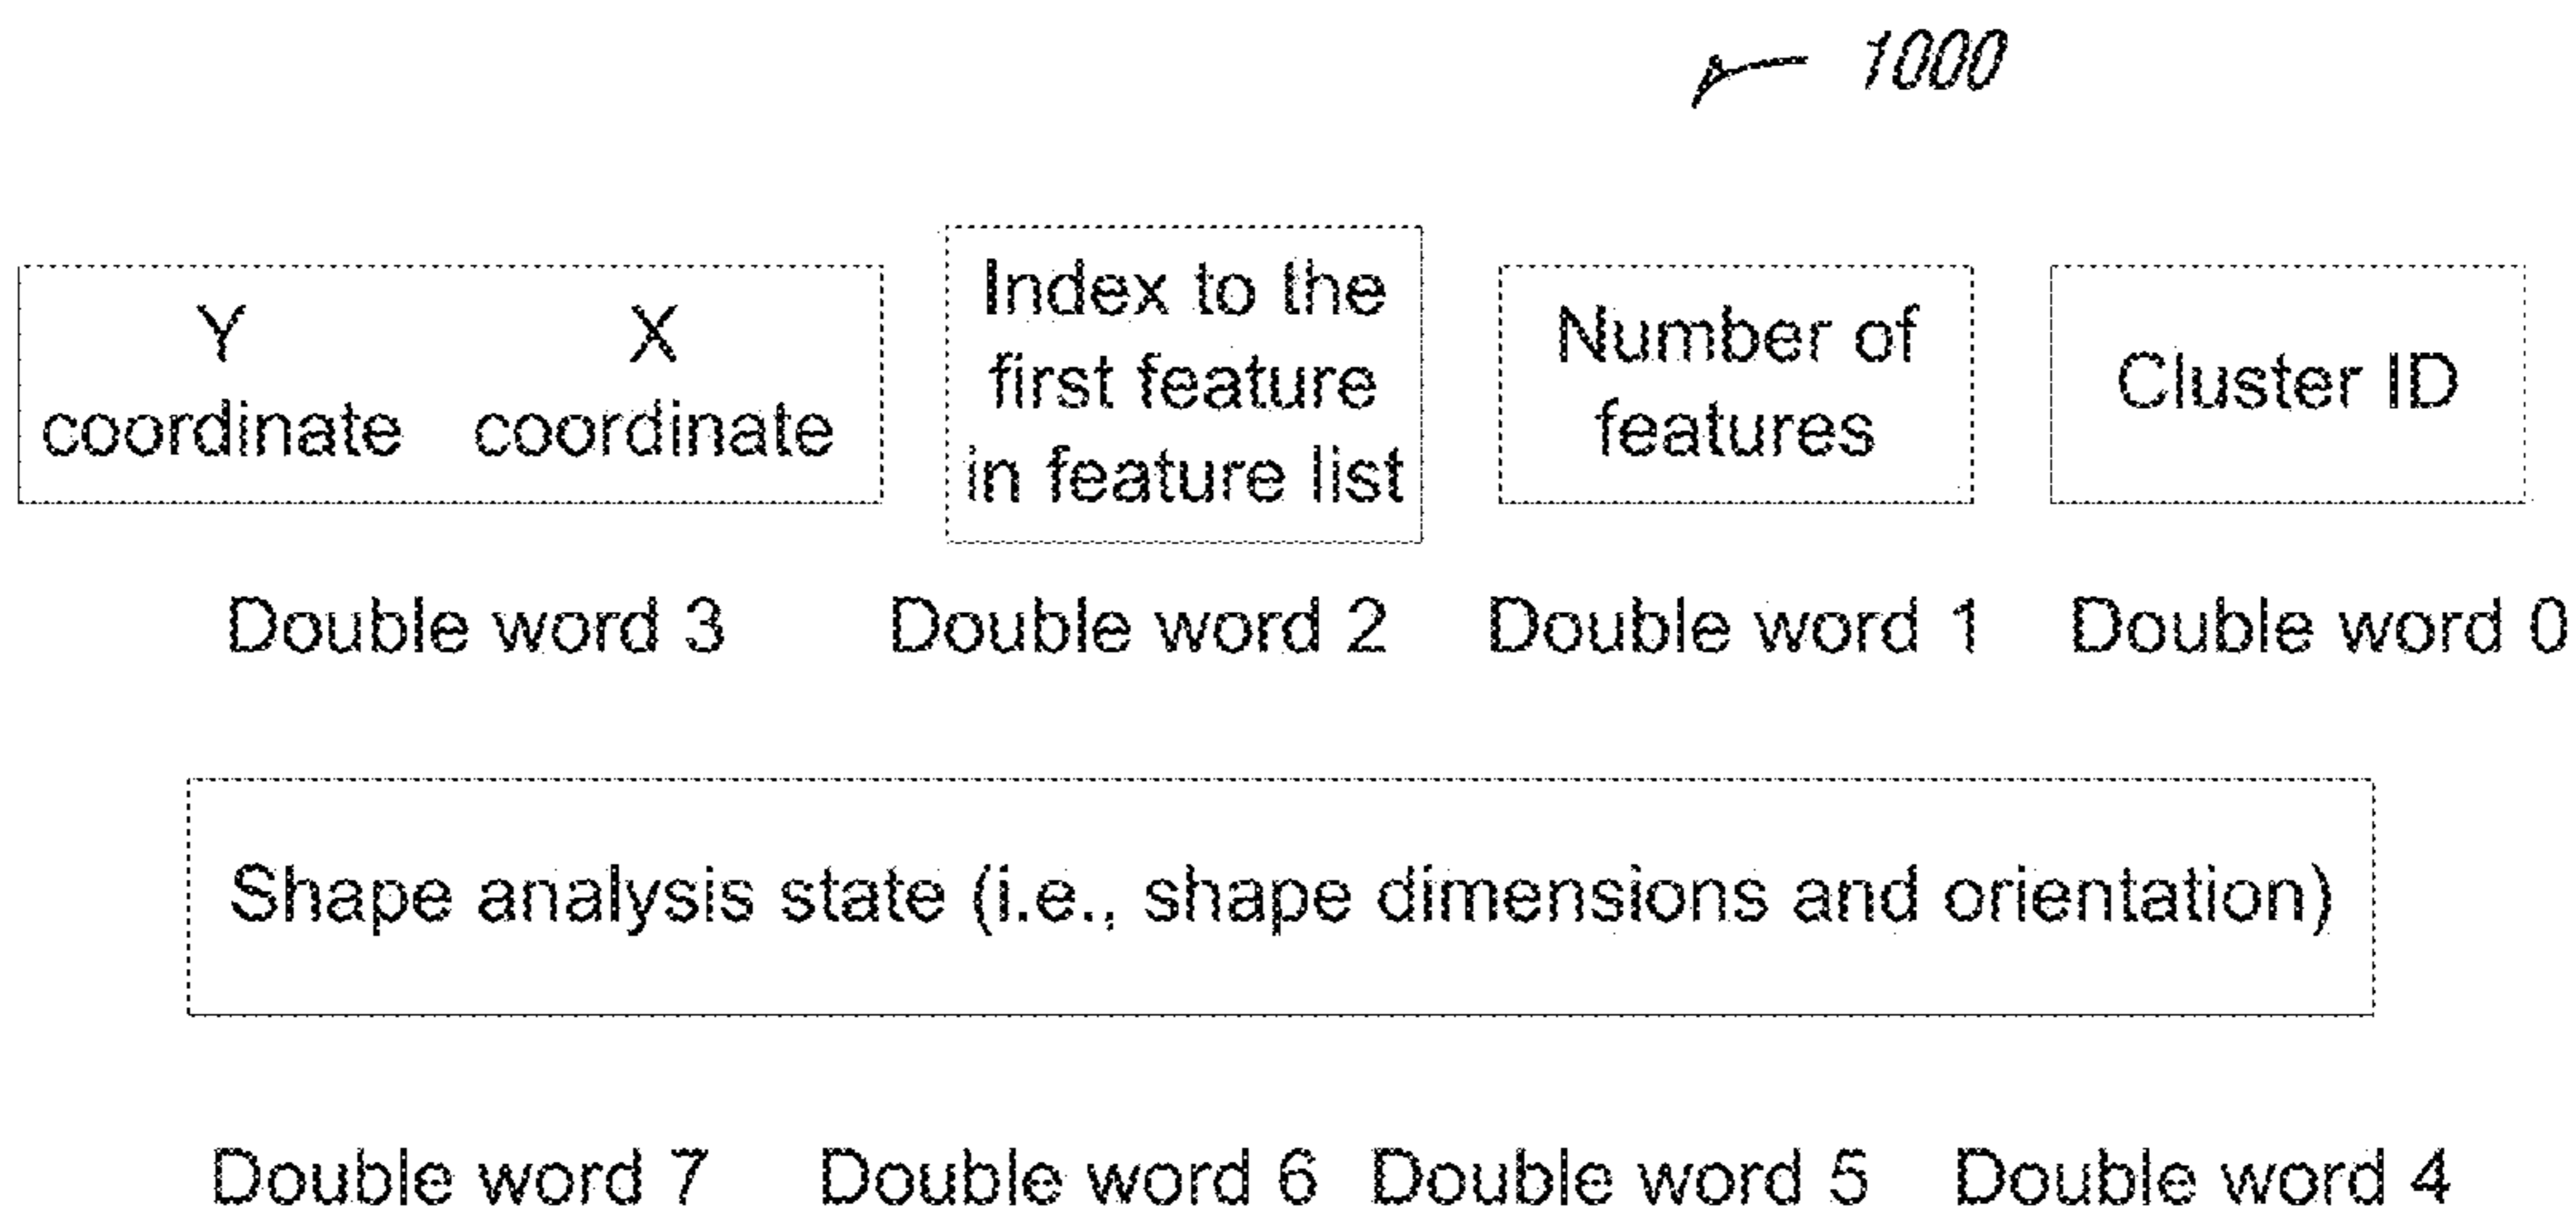 1000
Y X
coordinate coordinate
Index to the
first feature
in feature list
Number of
features
Cluster ID
Double word 3 Double word 2 Double word 1 Double word 0
Shape analysis state (i.e., shape dimensions and orientation)
Double word 7 Double word 6 Double word 5 Double word 4